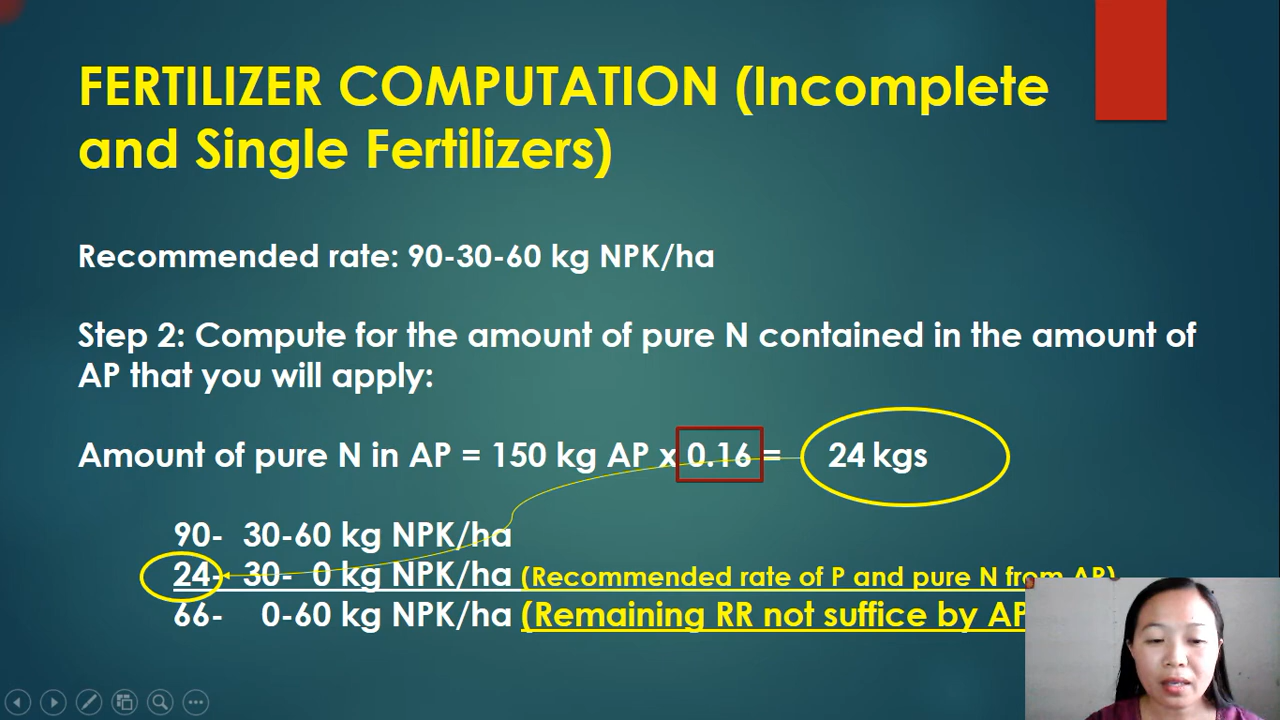 FERTILIZER COMPUTATION (Incomplete
and Single Fertilizers)
Recommended rate: 90-30-60 kg NPK/ha
Step 2: Compute for the amount of pure N contained in the amount of
AP that you will apply:
Amount of pure N in AP = 150 kg AP x 0.16 = 24 kgs
90- 30-60 kg NPK/ha
24- 30- 0 kg NPK/ha (Recommended rate of P and pure N from AP)
66- 0-60 kg NPK/ha (Remaining RR not suffice by AP